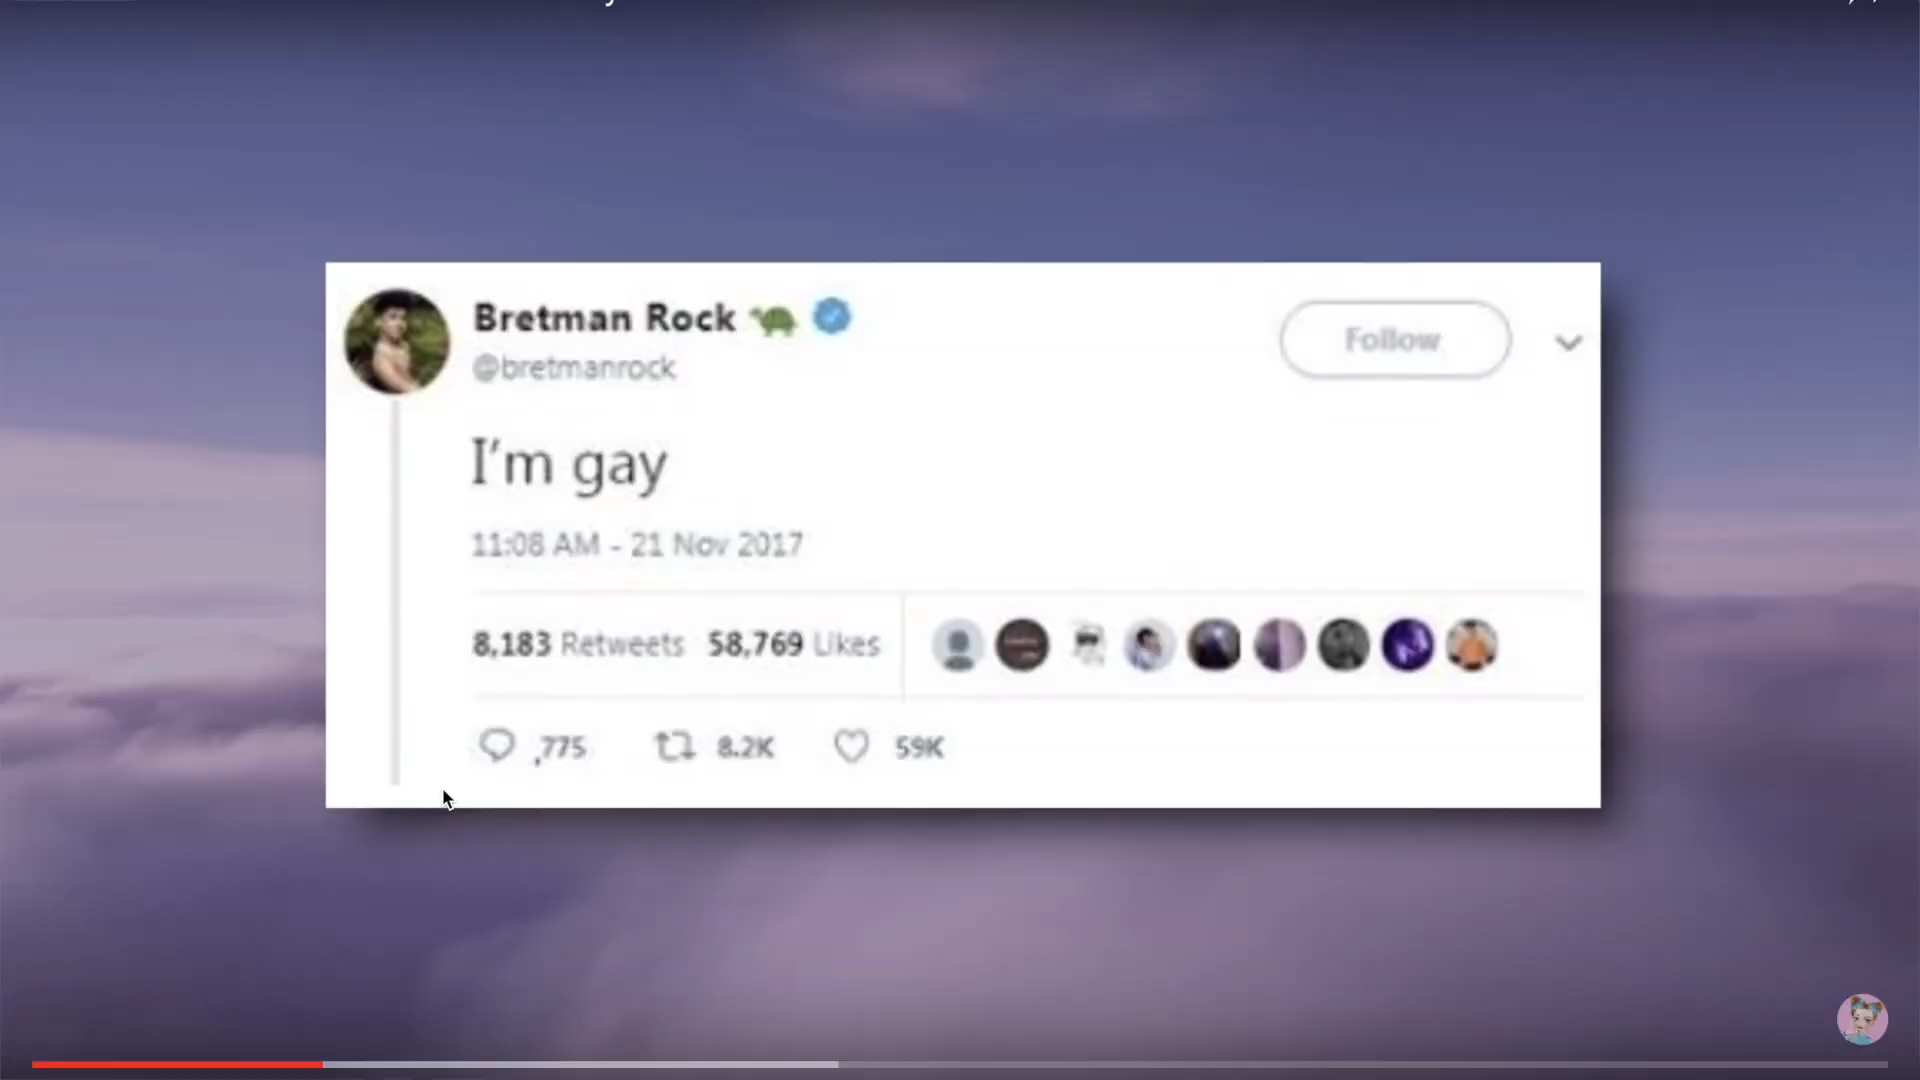 Bretman Rock
@bretmanrock
Follow
I'm gay
11:08 AM - 21 Nov 2017
8,183 Retweets 58,769 Likes
,775 8.2K 59K